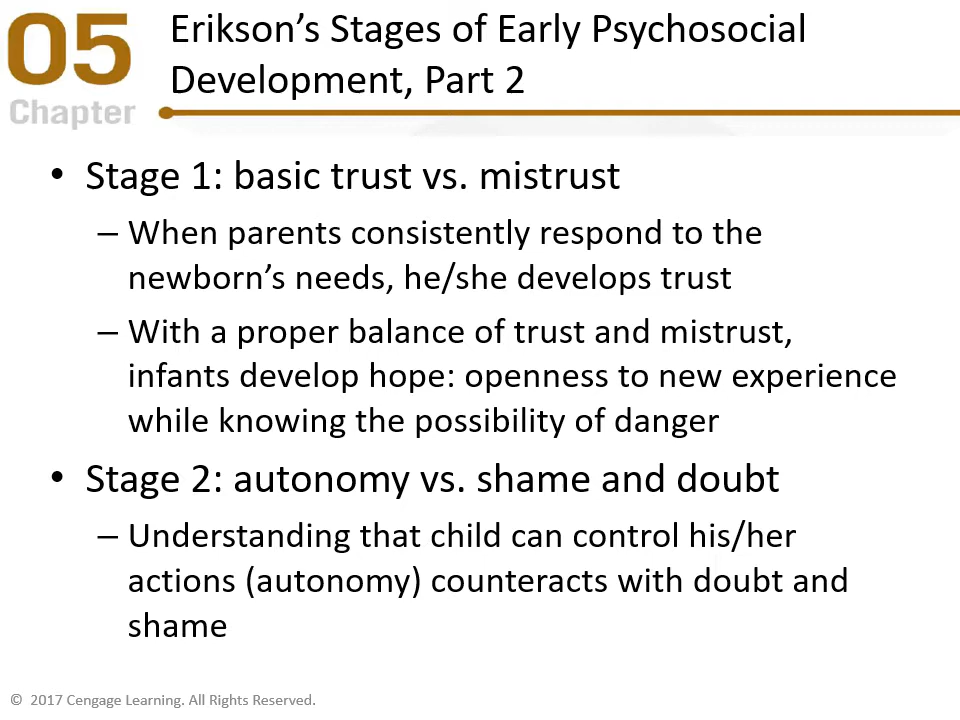 05
Chapter
Erikson’s Stages of Early Psychosocial
Development, Part 2
• Stage 1: basic trust vs. mistrust
– When parents consistently respond to the
newborn’s needs, he/she develops trust
– With a proper balance of trust and mistrust,
infants develop hope: openness to new experience
while knowing the possibility of danger
• Stage 2: autonomy vs. shame and doubt
– Understanding that child can control his/her
actions (autonomy) counteracts with doubt and
shame
© 2017 Cengage Learning. All Rights Reserved.